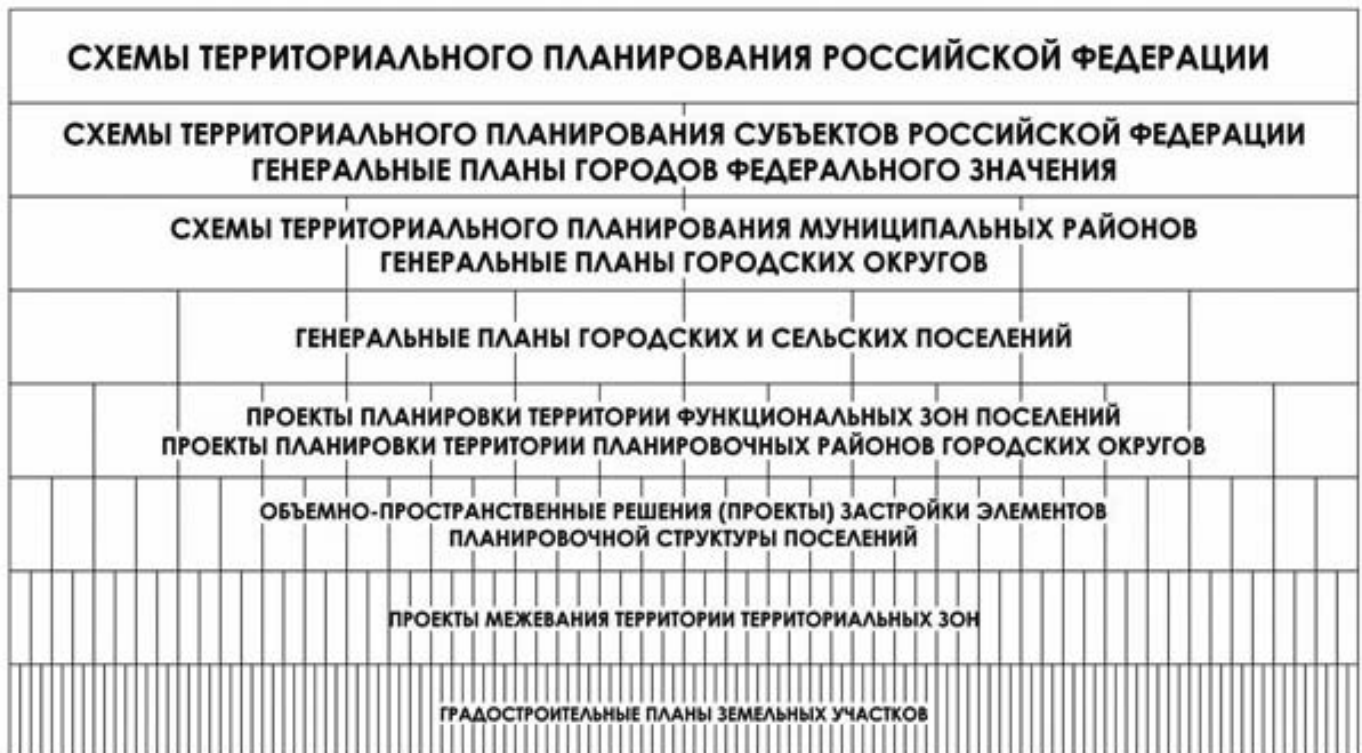 СХЕМЫ ТЕРРИТОРИАЛЬНОГО ПЛАНИРОВАНИЯ РОССИЙСКОЙ ФЕДЕРАЦИИ
СХЕМЫ ТЕРРИТОРИАЛЬНОГО ПЛАНИРОВАНИЯ СУБЪЕКТОВ РОССИЙСКОЙ ФЕДЕРАЦИИ
ГЕНЕРАЛЬНЫЕ ПЛАНЫ ГОРОДОВ ФЕДЕРАЛЬНОГО ЗНАЧЕНИЯ
СХЕМЫ ТЕРРИТОРИАЛЬНОГО ПЛАНИРОВАНИЯ МУНИЦИПАЛЬНЫХ РАЙОНОВ
ГЕНЕРАЛЬНЫЕ ПЛАНЫ ГОРОДСКИХ ОКРУГОВ
ГЕНЕРАЛЬНЫЕ ПЛАНЫ ГОРОДСКИХ И СЕЛЬСКИХ ПОСЕЛЕНИЙ
ПРОЕКТЫ ПЛАНИРОВКИ ТЕРРИТОРИИ ФУНКЦИОНАЛЬНЫХ ЗОН ПОСЕЛЕНИЙ
ПРОЕКТЫ ПЛАНИРОВКИ ТЕРРИТОРИИ ПЛАНИРОВОЧНЫХ РАЙОНОВ ГОРОДСКИХ ОКРУГОВ
ОБЪЕМНО-ПРОСТРАНСТВЕННЫЕ РЕШЕНИЯ (ПРОЕКТЫ) ЗАСТРОЙКИ ЭЛЕМЕНТОВ
ПЛАНИРОВОЧНОЙ СТРУКТУРЫ ПОСЕЛЕНИЙ
ПРОЕКТЫ МЕЖЕВАНИЯ ТЕРРИТОРИИ ТЕРРИТОРИАЛЬНЫХ ЗОН
ГРАДОСТРОИТЕЛЬНЫЕ ПЛАНЫ ЗЕМЕЛЬНЫХ УЧАСТКОВ